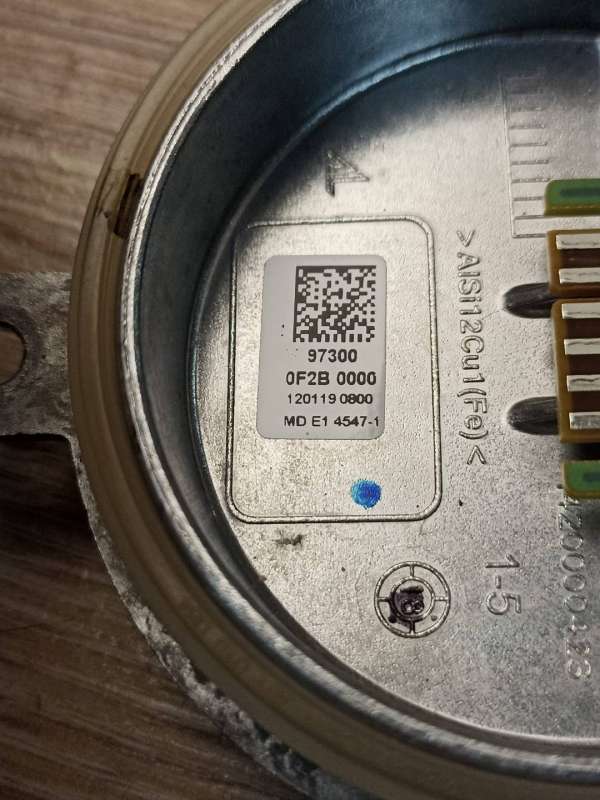 97300
0F2B 0000
120119 0800
MD E1 4547-1
>AlSi12Cu1(Fe)<
1-5